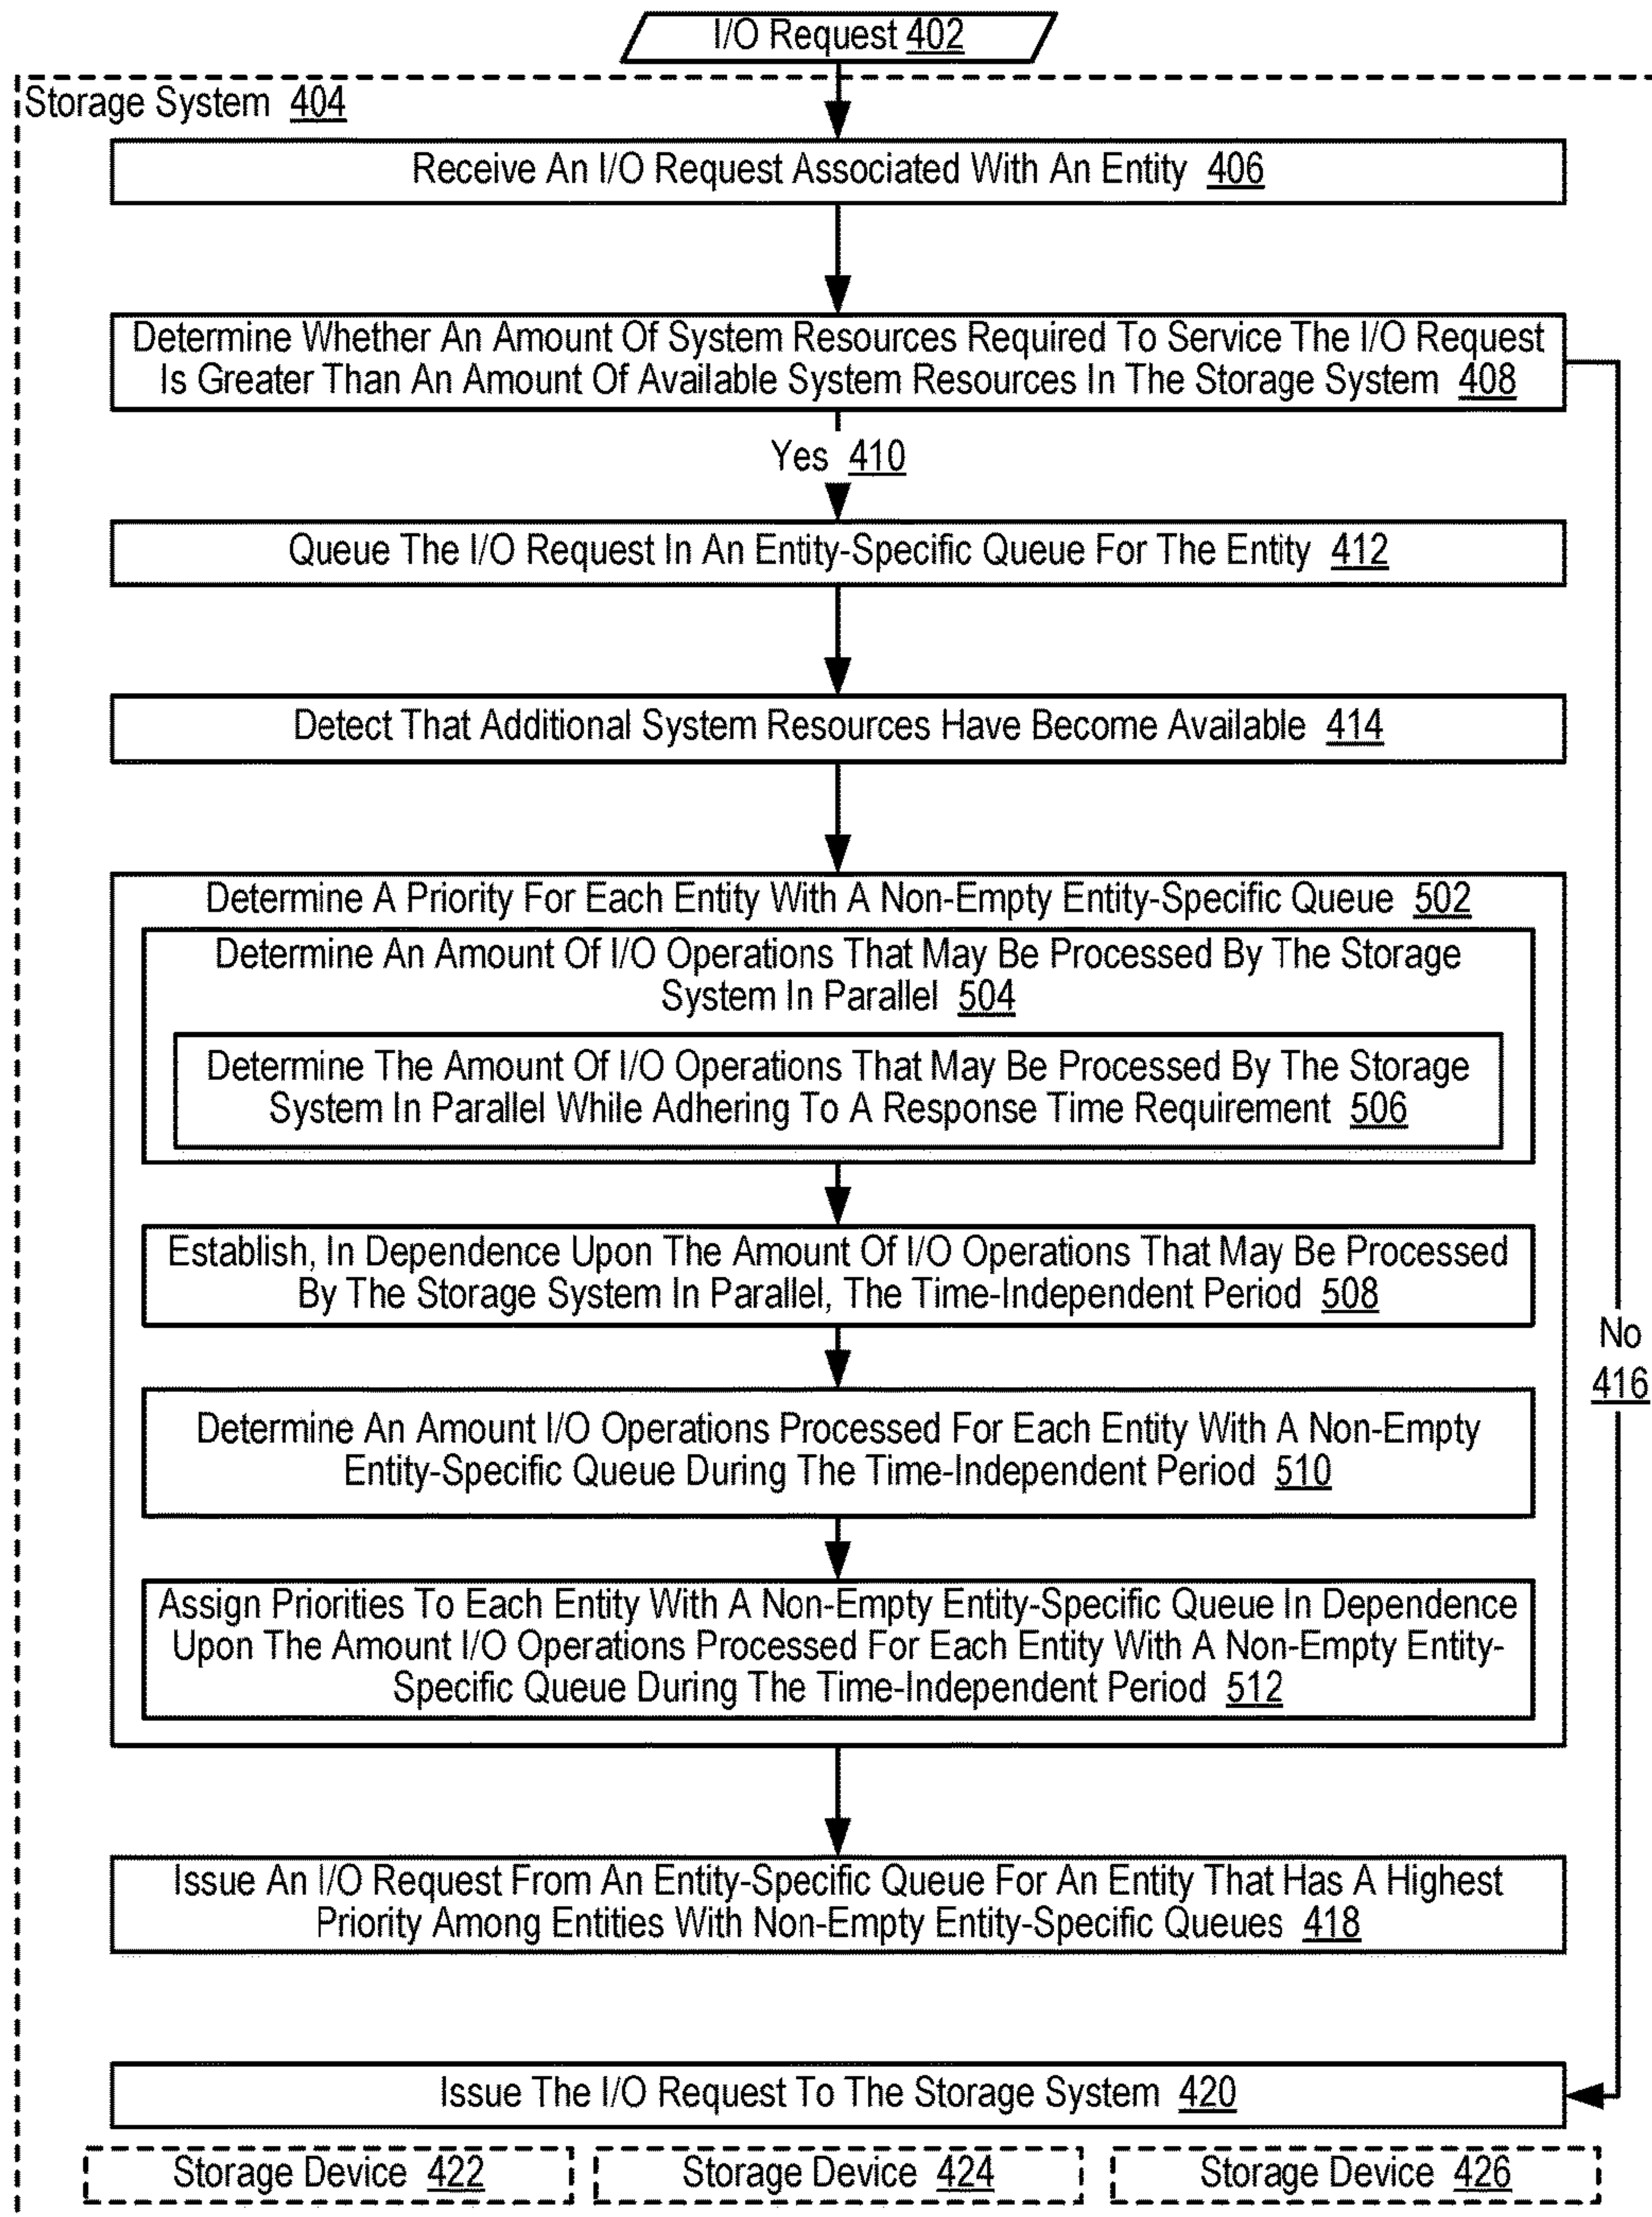 I/O Request 402
Storage System 404
Receive An I/O Request Associated With An Entity 406
Determine Whether An Amount Of System Resources Required To Service The I/O Request
Is Greater Than An Amount Of Available System Resources In The Storage System 408
Yes 410
Queue The I/O Request In An Entity-Specific Queue For The Entity 412
Detect That Additional System Resources Have Become Available 414
Determine A Priority For Each Entity With A Non-Empty Entity-Specific Queue 502
Determine An Amount Of I/O Operations That May Be Processed By The Storage
System In Parallel 504
Determine The Amount Of I/O Operations That May Be Processed By The Storage
System In Parallel While Adhering To A Response Time Requirement 506
Establish, In Dependence Upon The Amount Of I/O Operations That May Be Processed
By The Storage System In Parallel, The Time-Independent Period 508
No
416
Determine An Amount I/O Operations Processed For Each Entity With A Non-Empty
Entity-Specific Queue During The Time-Independent Period 510
Assign Priorities To Each Entity With A Non-Empty Entity-Specific Queue In Dependence
Upon The Amount I/O Operations Processed For Each Entity With A Non-Empty Entity-
Specific Queue During The Time-Independent Period 512
Issue An I/O Request From An Entity-Specific Queue For An Entity That Has A Highest
Priority Among Entities With Non-Empty Entity-Specific Queues 418
Issue The I/O Request To The Storage System 420
Storage Device 422
Storage Device 424
Storage Device 426